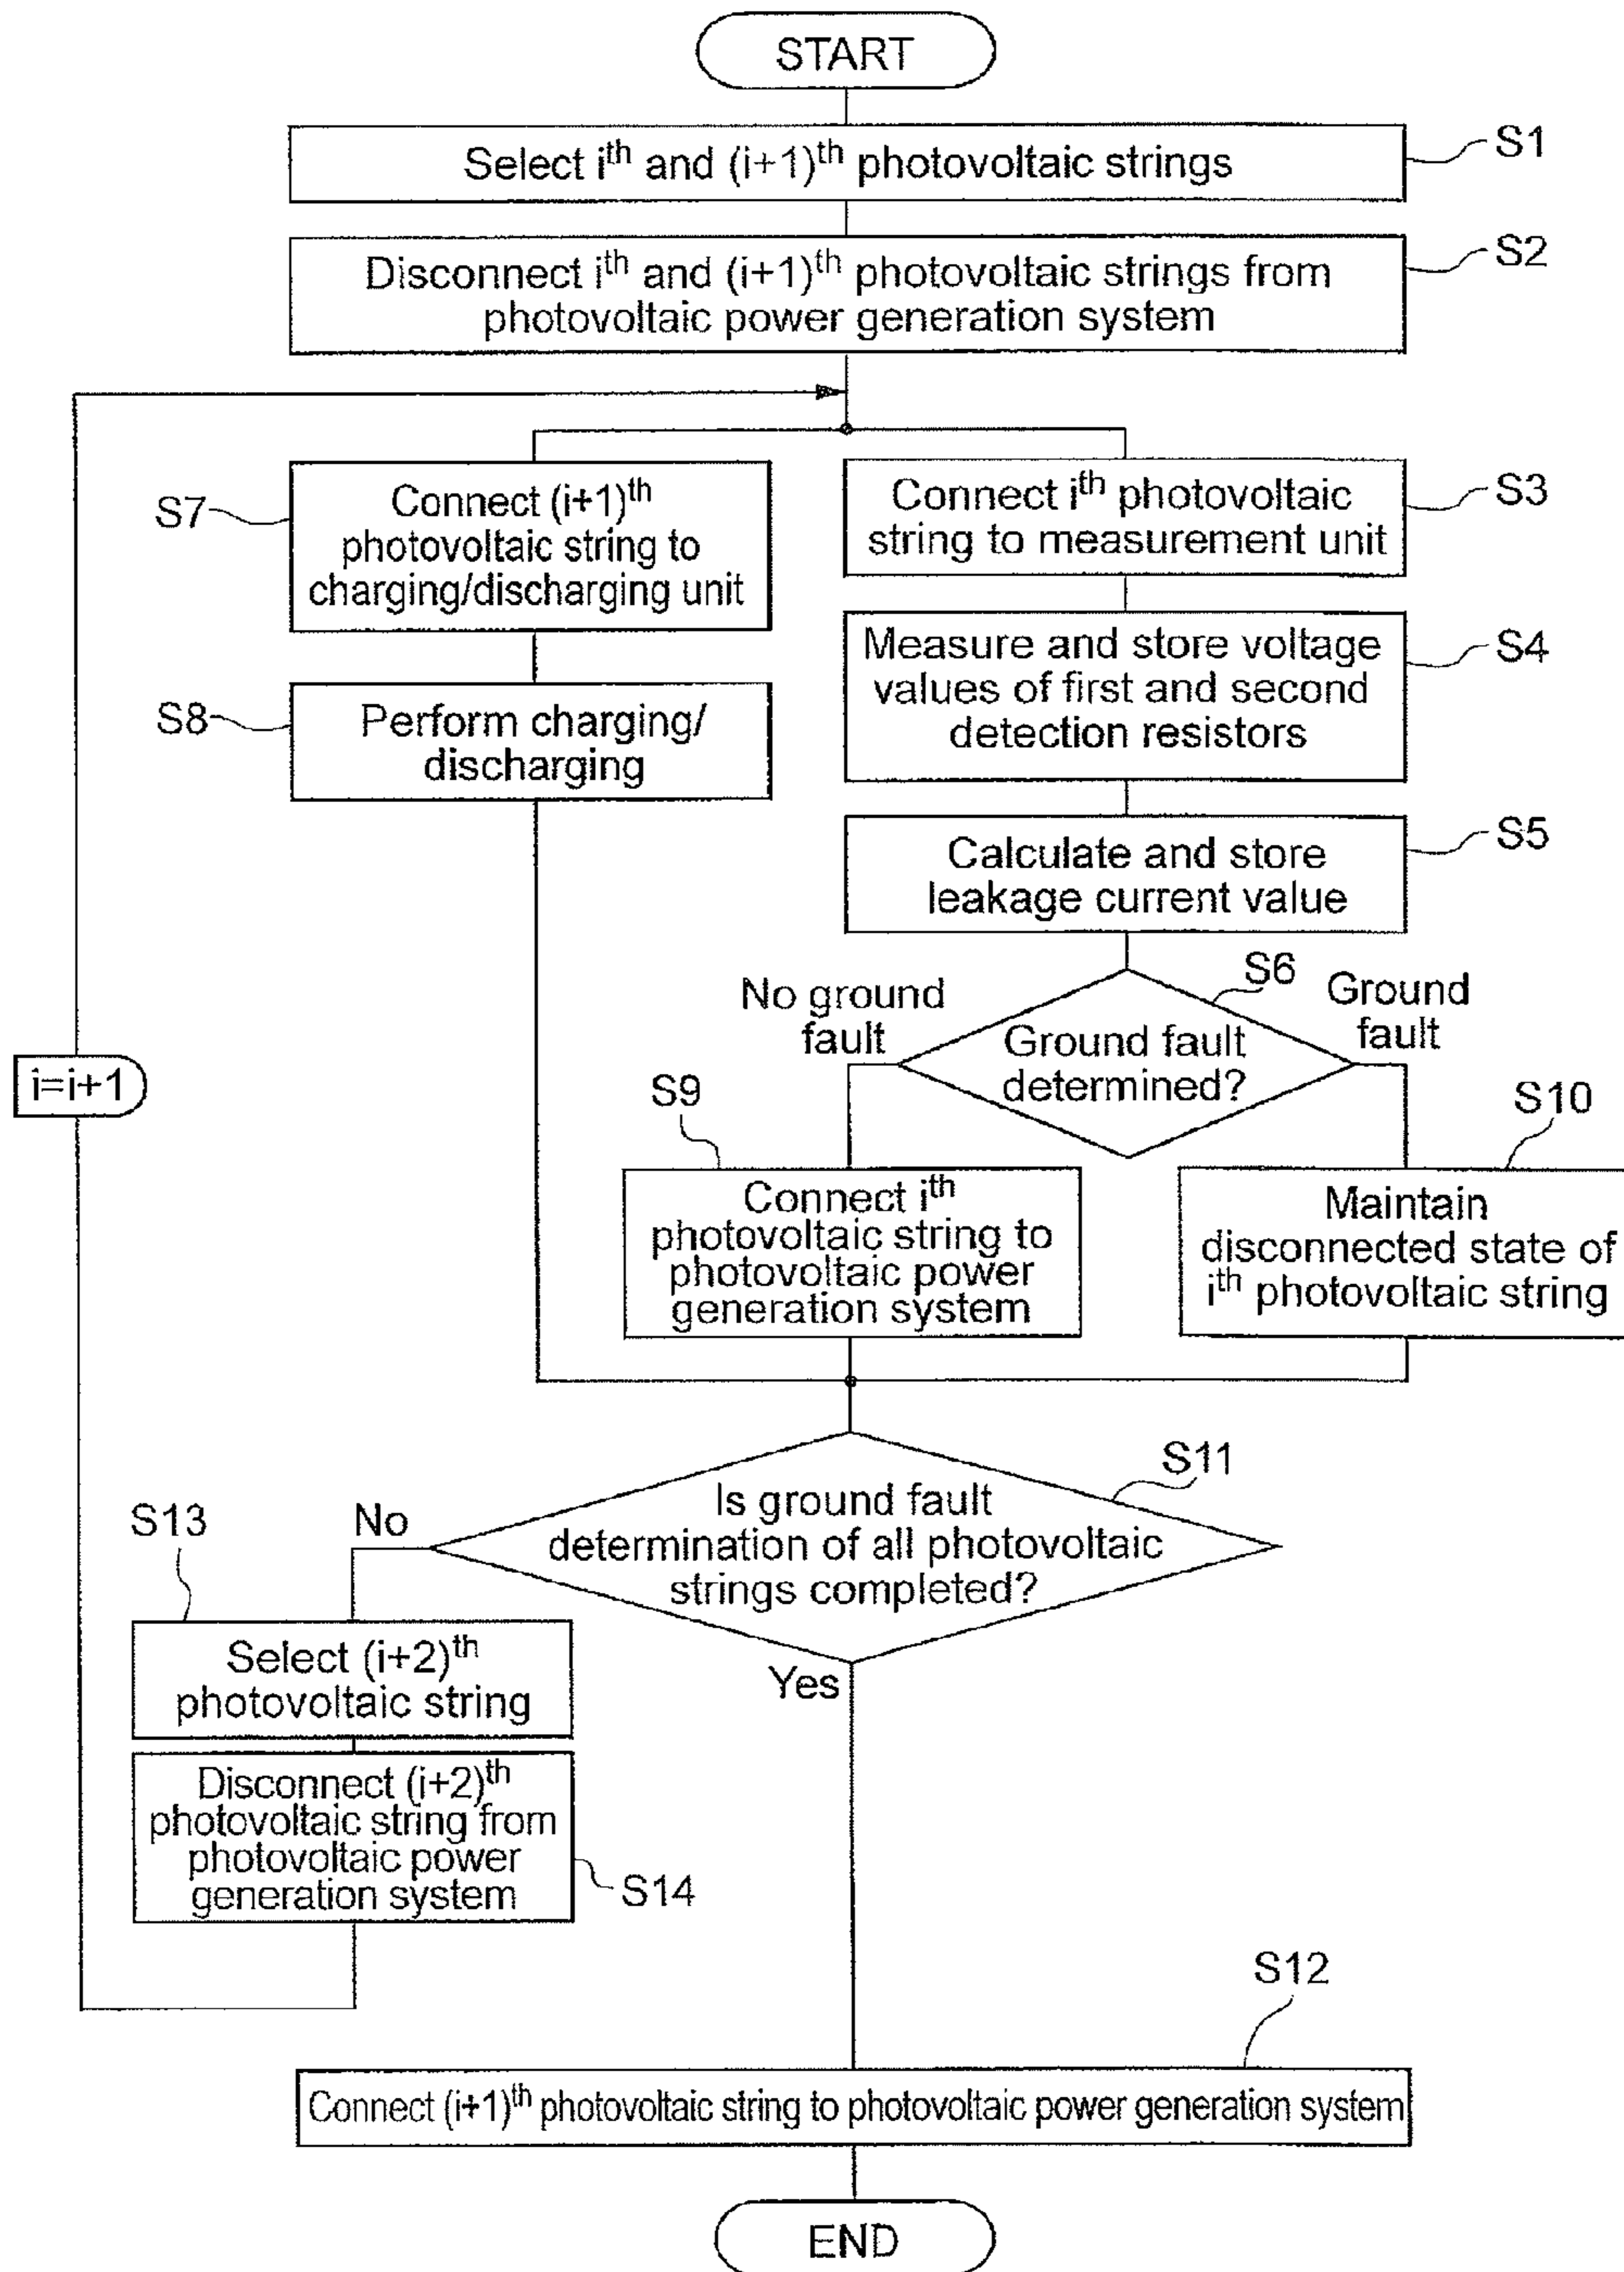 START
Select iᵗʰ and (i+1)ᵗʰ photovoltaic strings
S1
Disconnect iᵗʰ and (i+1)ᵗʰ photovoltaic strings from
photovoltaic power generation system
S2
S7
Connect (i+1)ᵗʰ
photovoltaic string to
charging/discharging unit
Connect iᵗʰ photovoltaic
string to measurement unit
S3
S8
Perform charging/
discharging
Measure and store voltage
values of first and second
detection resistors
S4
Calculate and store
leakage current value
S5
S6
No ground
fault
Ground
fault
Ground fault
determined?
i=i+1
S9
S10
Connect iᵗʰ
photovoltaic string to
photovoltaic power
generation system
Maintain
disconnected state of
iᵗʰ photovoltaic string
S11
Is ground fault
determination of all photovoltaic
strings completed?
No
Yes
S13
Select (i+2)ᵗʰ
photovoltaic string
Disconnect (i+2)ᵗʰ
photovoltaic string from
photovoltaic power
generation system
S14
S12
Connect (i+1)ᵗʰ photovoltaic string to photovoltaic power generation system
END